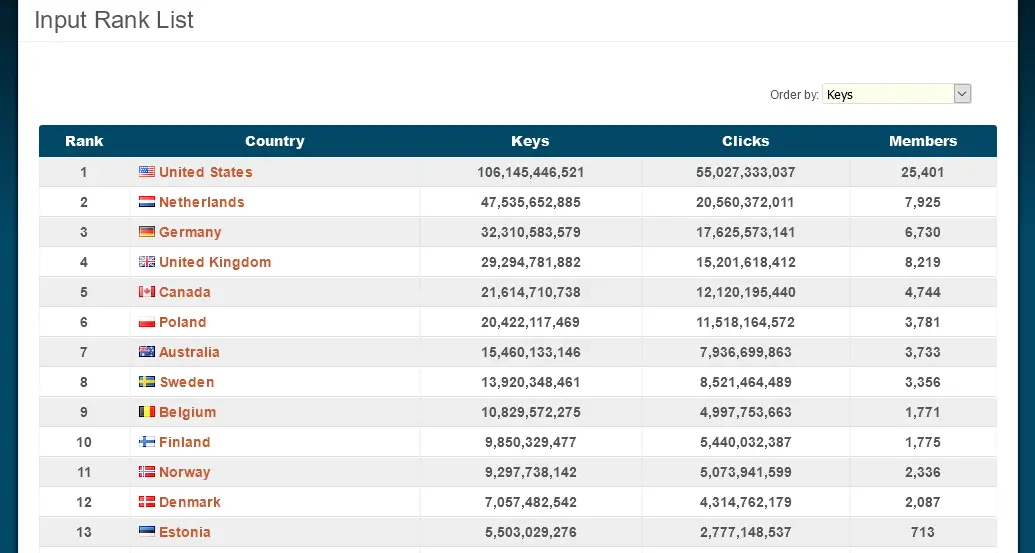 Input Rank List
Order by: Keys
Rank Country Keys Clicks Members
1 United States 106,145,446,521 55,027,333,037 25,401
2 Netherlands 47,535,652,885 20,560,372,011 7,925
3 Germany 32,310,583,579 17,625,573,141 6,730
4 United Kingdom 29,294,781,882 15,201,618,412 8,219
5 Canada 21,614,710,738 12,120,195,440 4,744
6 Poland 20,422,117,469 11,518,164,572 3,781
7 Australia 15,460,133,146 7,936,699,863 3,733
8 Sweden 13,920,348,461 8,521,464,489 3,356
9 Belgium 10,829,572,275 4,997,753,663 1,771
10 Finland 9,850,329,477 5,440,032,387 1,775
11 Norway 9,297,738,142 5,073,941,599 2,336
12 Denmark 7,057,482,542 4,314,762,179 2,087
13 Estonia 5,503,029,276 2,777,148,537 713